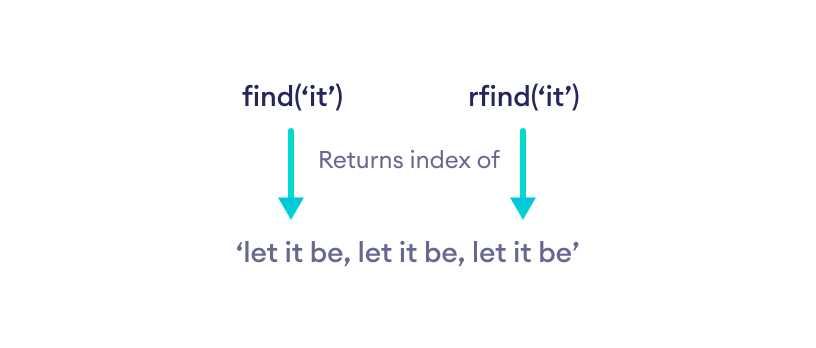 find(‘it’) rfind(‘it’)
Returns index of
‘let it be, let it be, let it be’